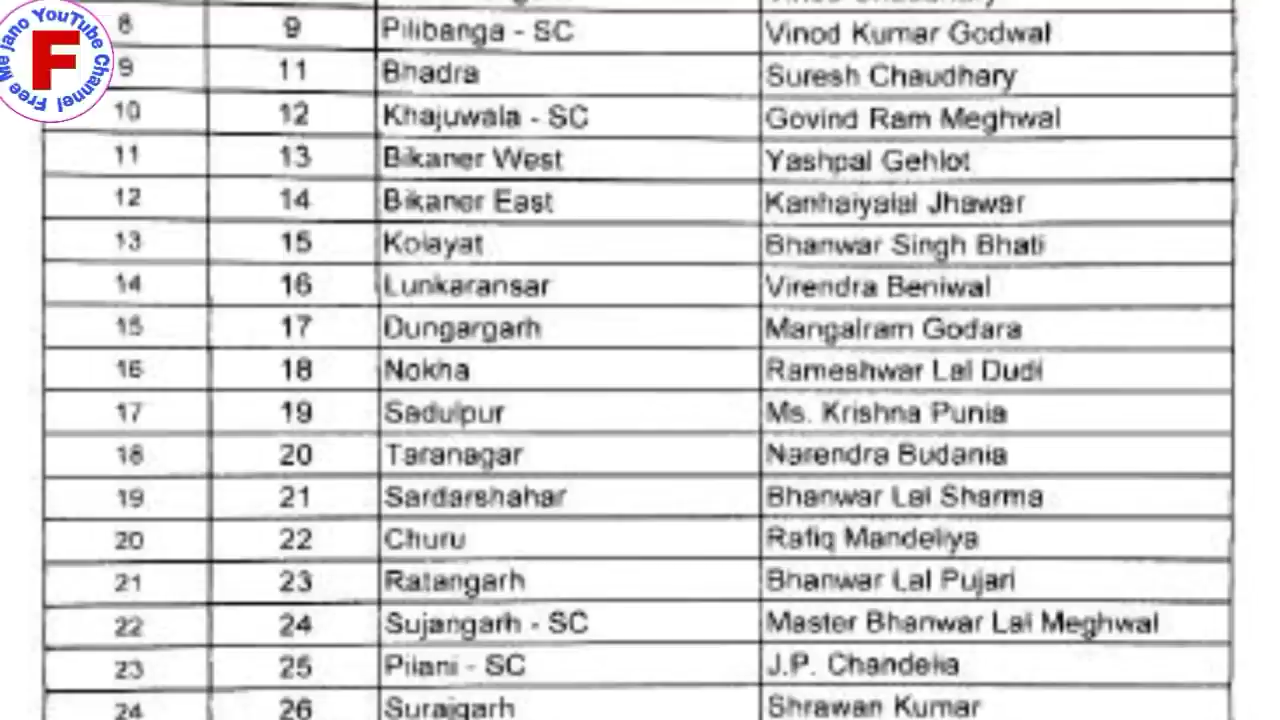 Free Me Jano YouTube Channel
F
8 9 Pilibanga - SC Vinod Kumar Godwal
9 11 Bhadra Suresh Chaudhary
10 12 Khajuwala - SC Govind Ram Meghwal
11 13 Bikaner West Yashpal Gehlot
12 14 Bikaner East Kanhaiyalal Jhawar
13 15 Kolayat Bhanwar Singh Bhati
14 16 Lunkaransar Virendra Beniwal
15 17 Dungargarh Mangalram Godara
16 18 Nokha Rameshwar Lal Dudi
17 19 Sadulpur Ms. Krishna Punia
18 20 Taranagar Narendra Budania
19 21 Sardarshahar Bhanwar Lal Sharma
20 22 Churu Rafiq Mandeliya
21 23 Ratangarh Bhanwar Lal Pujari
22 24 Sujangarh - SC Master Bhanwar Lal Meghwal
23 25 Pilani - SC J.P. Chandelia
24 26 Surajgarh Shrawan Kumar